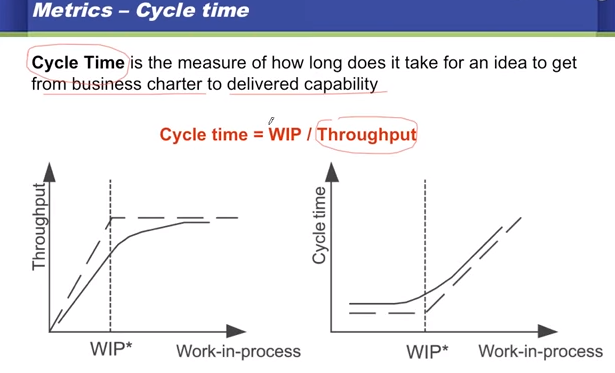 Metrics – Cycle time
Cycle Time is the measure of how long does it take for an idea to get
from business charter to delivered capability
Cycle time = WIP / Throughput
Throughput
WIP*
Work-in-process
Cycle time
WIP*
Work-in-process